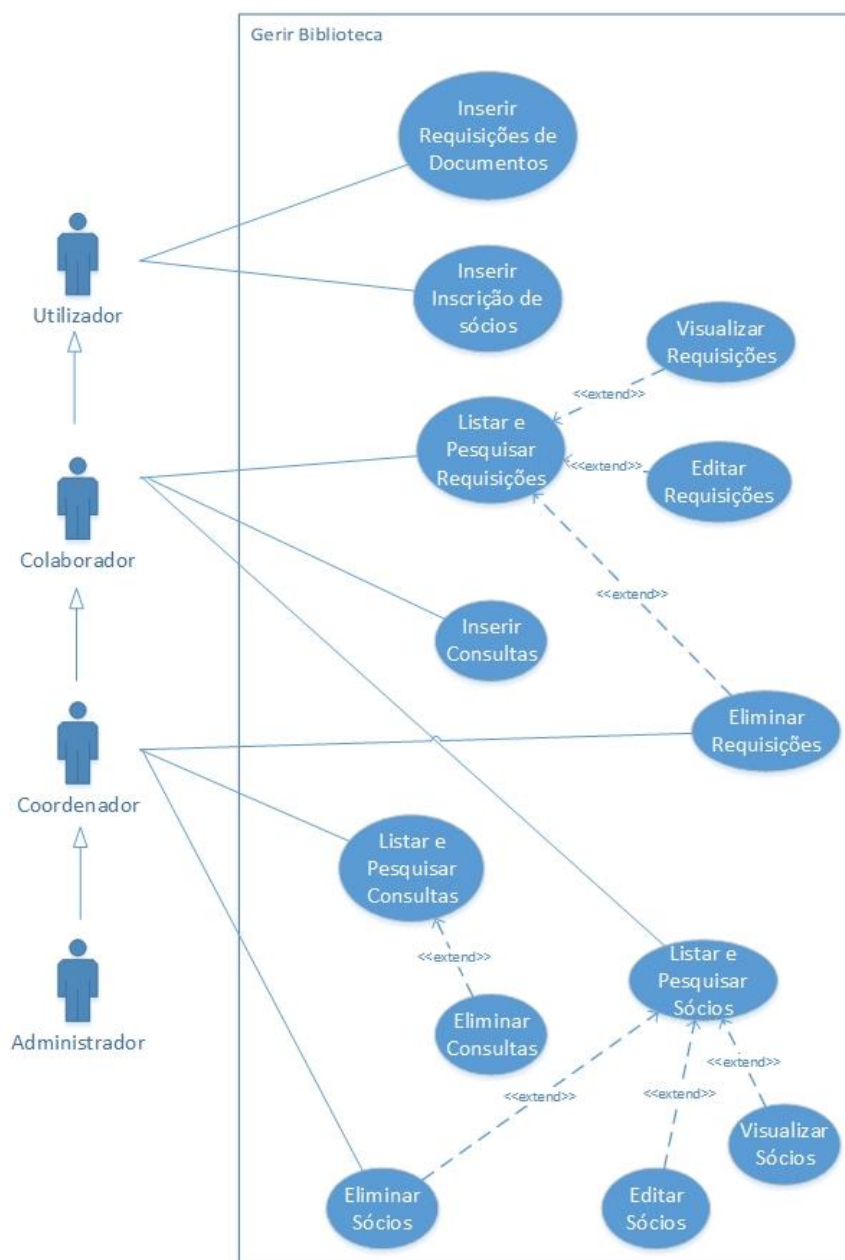 Gerir Biblioteca
Inserir
Requisições de
Documentos
Utilizador
Inserir
Inscrição de
sócios
Visualizar
Requisições
<<extend>>
Listar e
Pesquisar
Requisições
<<extend>>
Editar
Requisições
Colaborador
<<extend>>
Inserir
Consultas
Eliminar
Requisições
Coordenador
Listar e
Pesquisar
Consultas
<<extend>>
Listar e
Pesquisar
Sócios
Administrador
Eliminar
Consultas
<<extend>>
<<extend>>
<<extend>>
Visualizar
Sócios
Eliminar
Sócios
Editar
Sócios